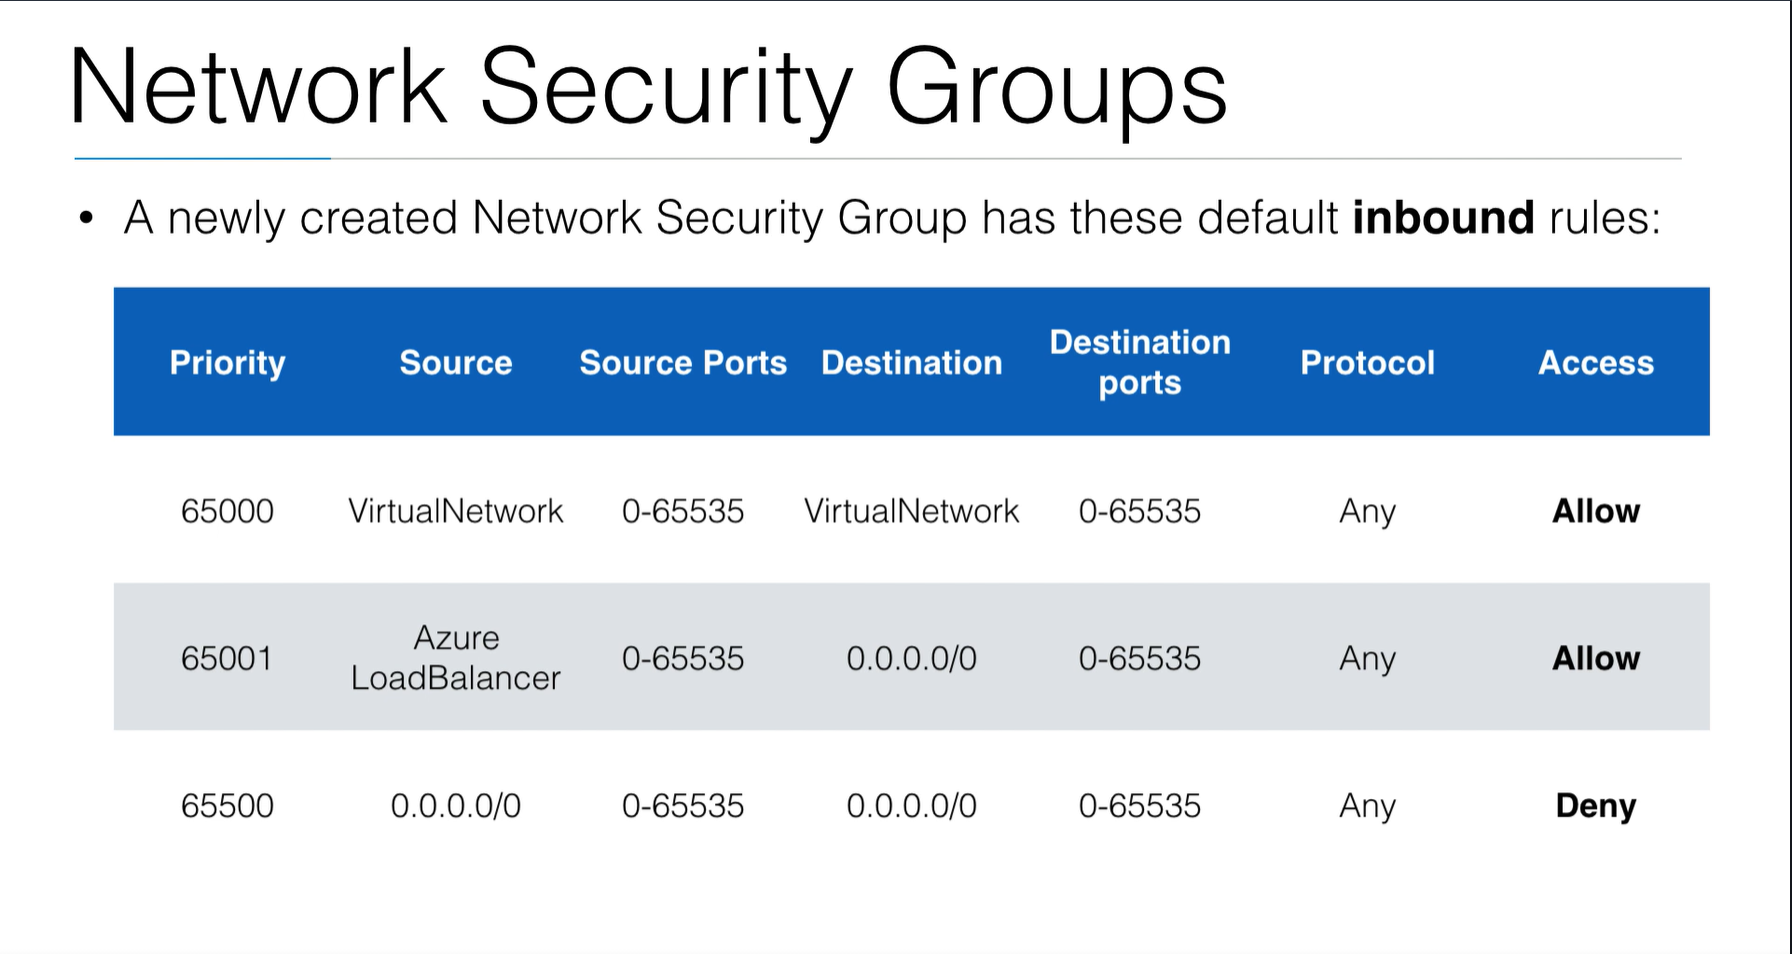 Network Security Groups
• A newly created Network Security Group has these default inbound rules:
Priority Source Source Ports Destination Destination ports Protocol Access
65000 VirtualNetwork 0-65535 VirtualNetwork 0-65535 Any Allow
65001 Azure LoadBalancer 0-65535 0.0.0.0/0 0-65535 Any Allow
65500 0.0.0.0/0 0-65535 0.0.0.0/0 0-65535 Any Deny